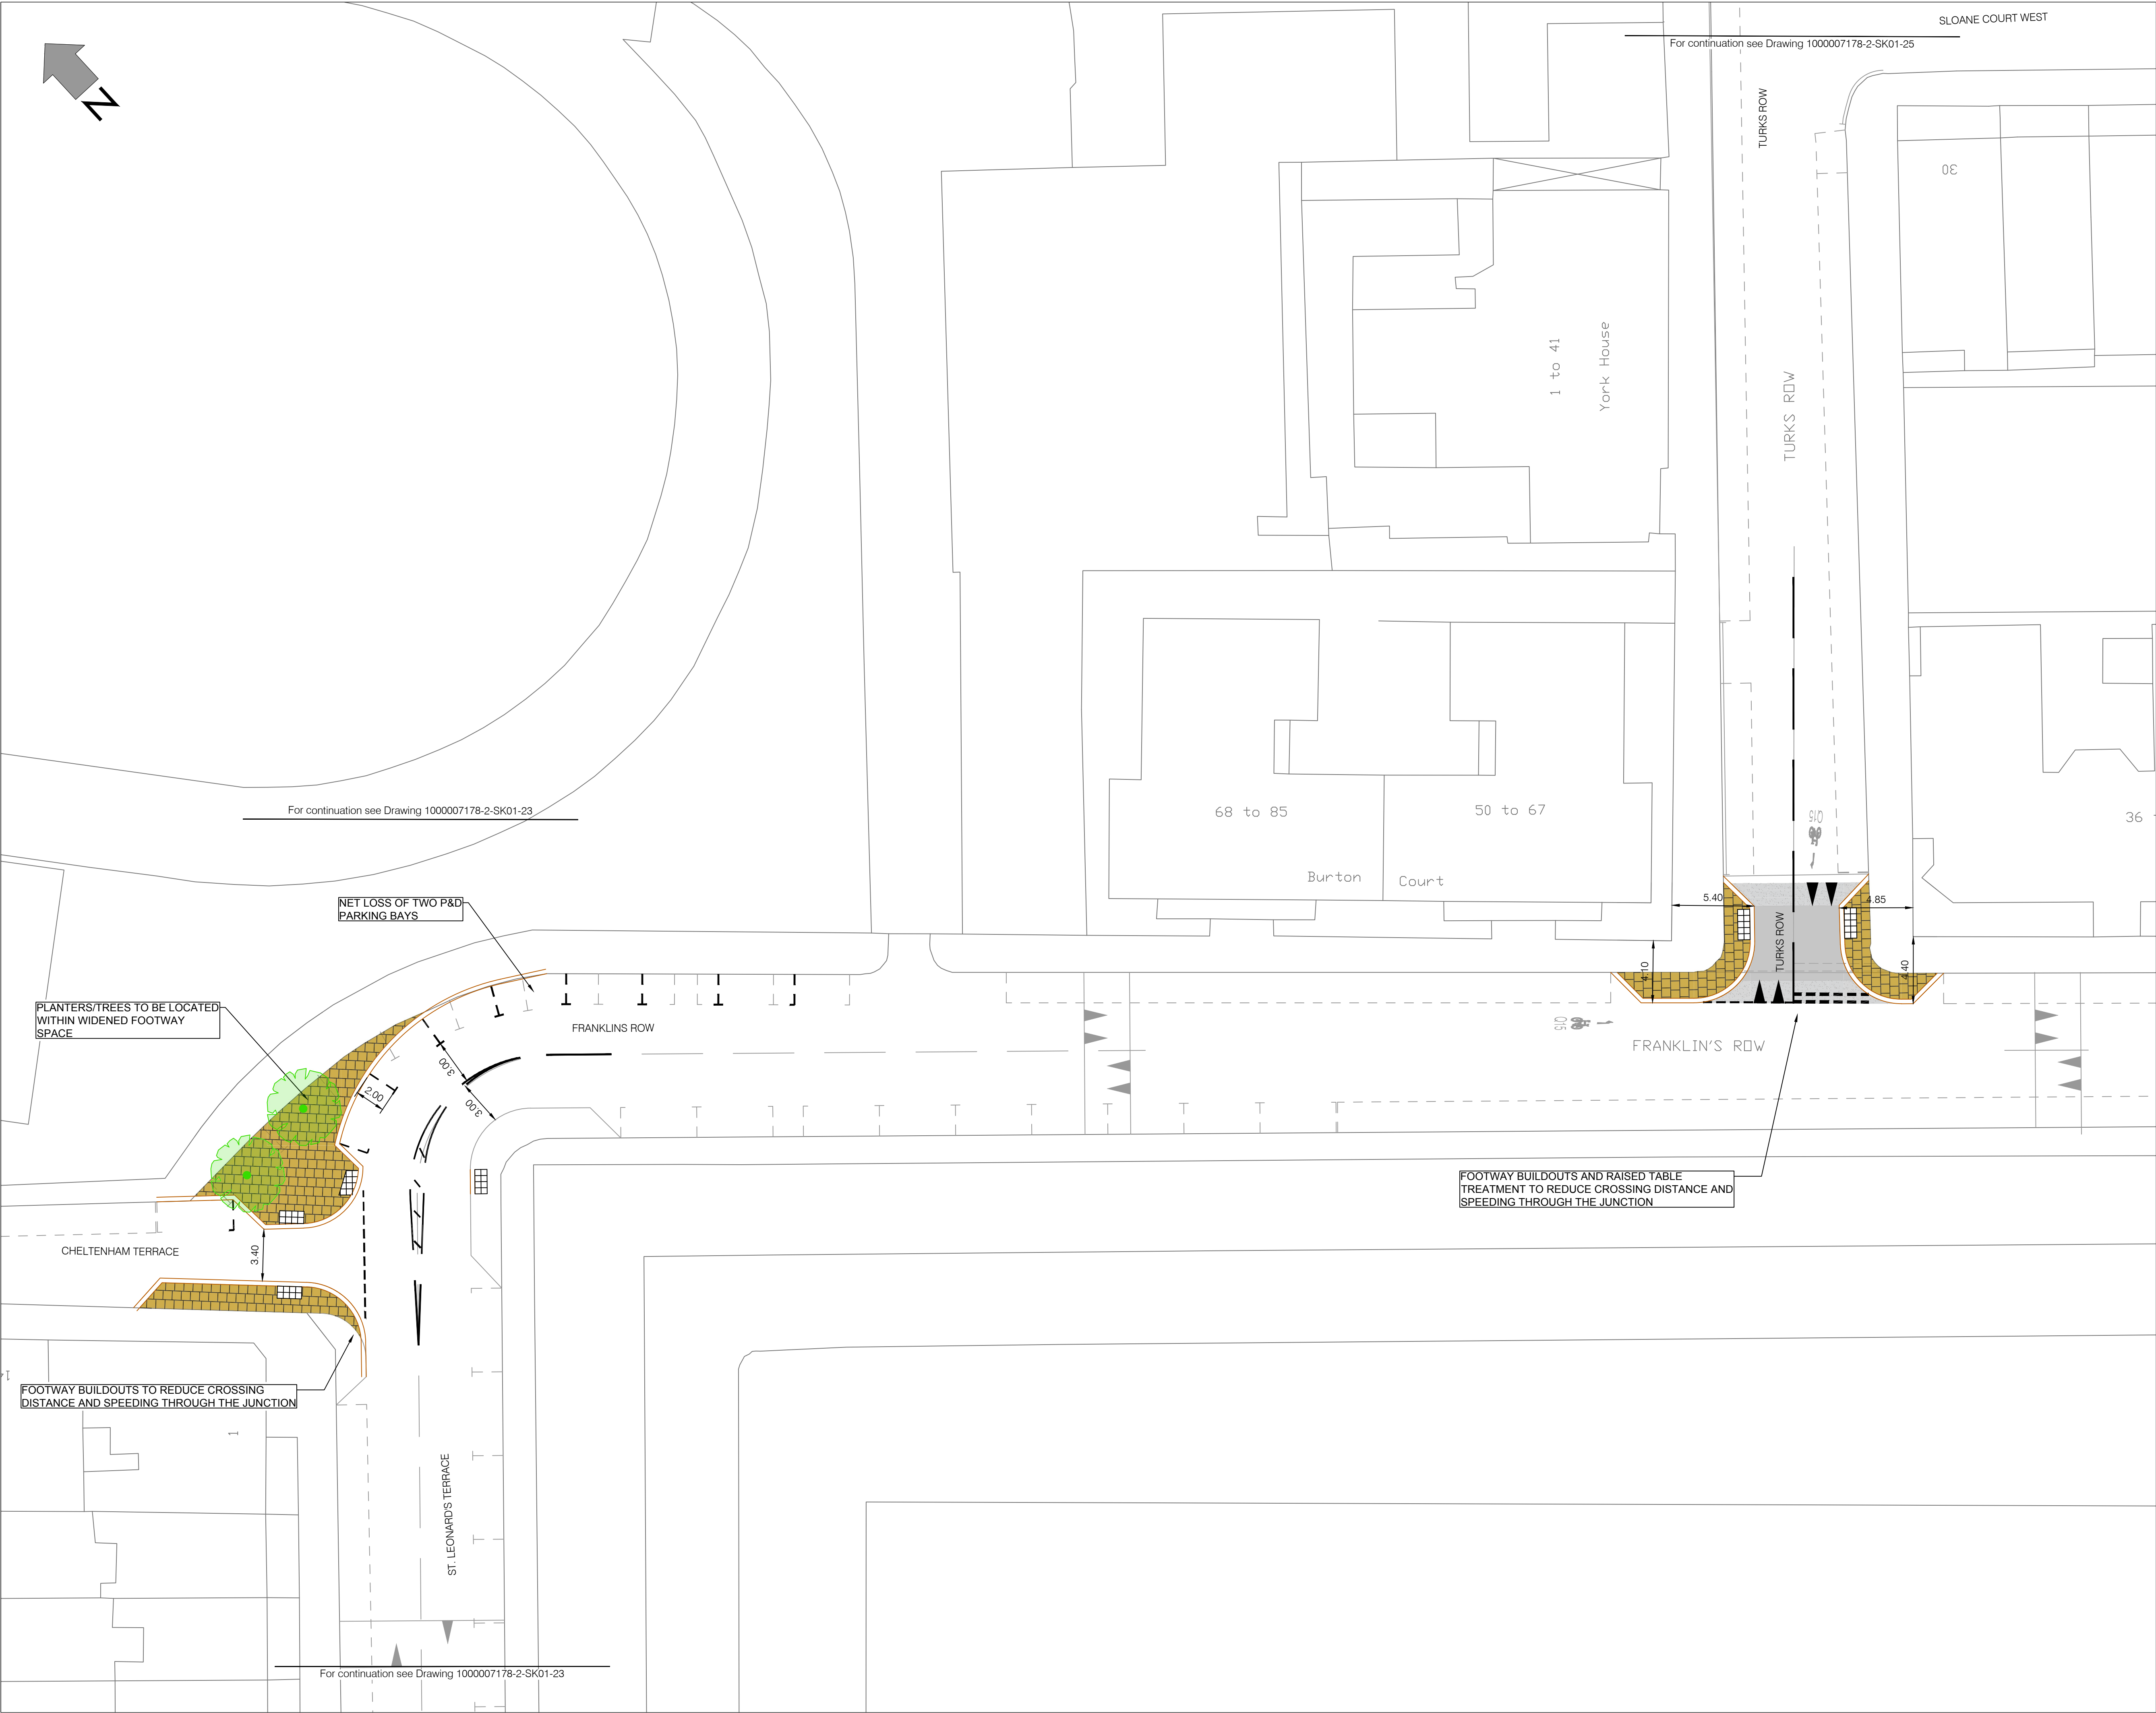 SLOANE COURT WEST
For continuation see Drawing 1000007178-2-SK01-25
N
TURKS ROW
30
1 to 41
York House
TURKS ROW
For continuation see Drawing 1000007178-2-SK01-23
68 to 85
50 to 67
36
Burton Court
NET LOSS OF TWO P&D
PARKING BAYS
5.40
4.85
TURKS ROW
4.10
4.40
Q15
PLANTERS/TREES TO BE LOCATED
WITHIN WIDENED FOOTWAY
SPACE
FRANKLINS ROW
Q15
FRANKLIN'S ROW
3.00
3.00
2.00
FOOTWAY BUILDOUTS AND RAISED TABLE
TREATMENT TO REDUCE CROSSING DISTANCE AND
SPEEDING THROUGH THE JUNCTION
CHELTENHAM TERRACE
3.40
FOOTWAY BUILDOUTS TO REDUCE CROSSING
DISTANCE AND SPEEDING THROUGH THE JUNCTION
1
ST. LEONARD'S TERRACE
For continuation see Drawing 1000007178-2-SK01-23